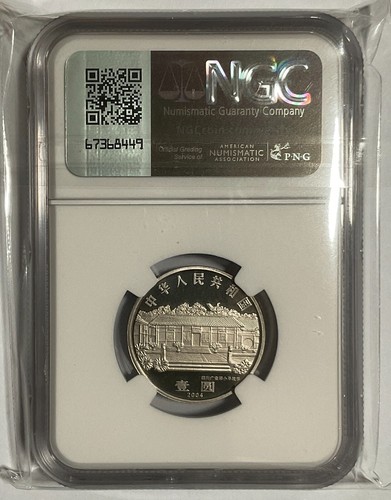 NGC
Numismatic Guaranty Company
67368449
Official Grading
Service of
AMERICAN
NUMISMATIC
ASSOCIATION
PNG
中华人民共和国
壹圆
2004